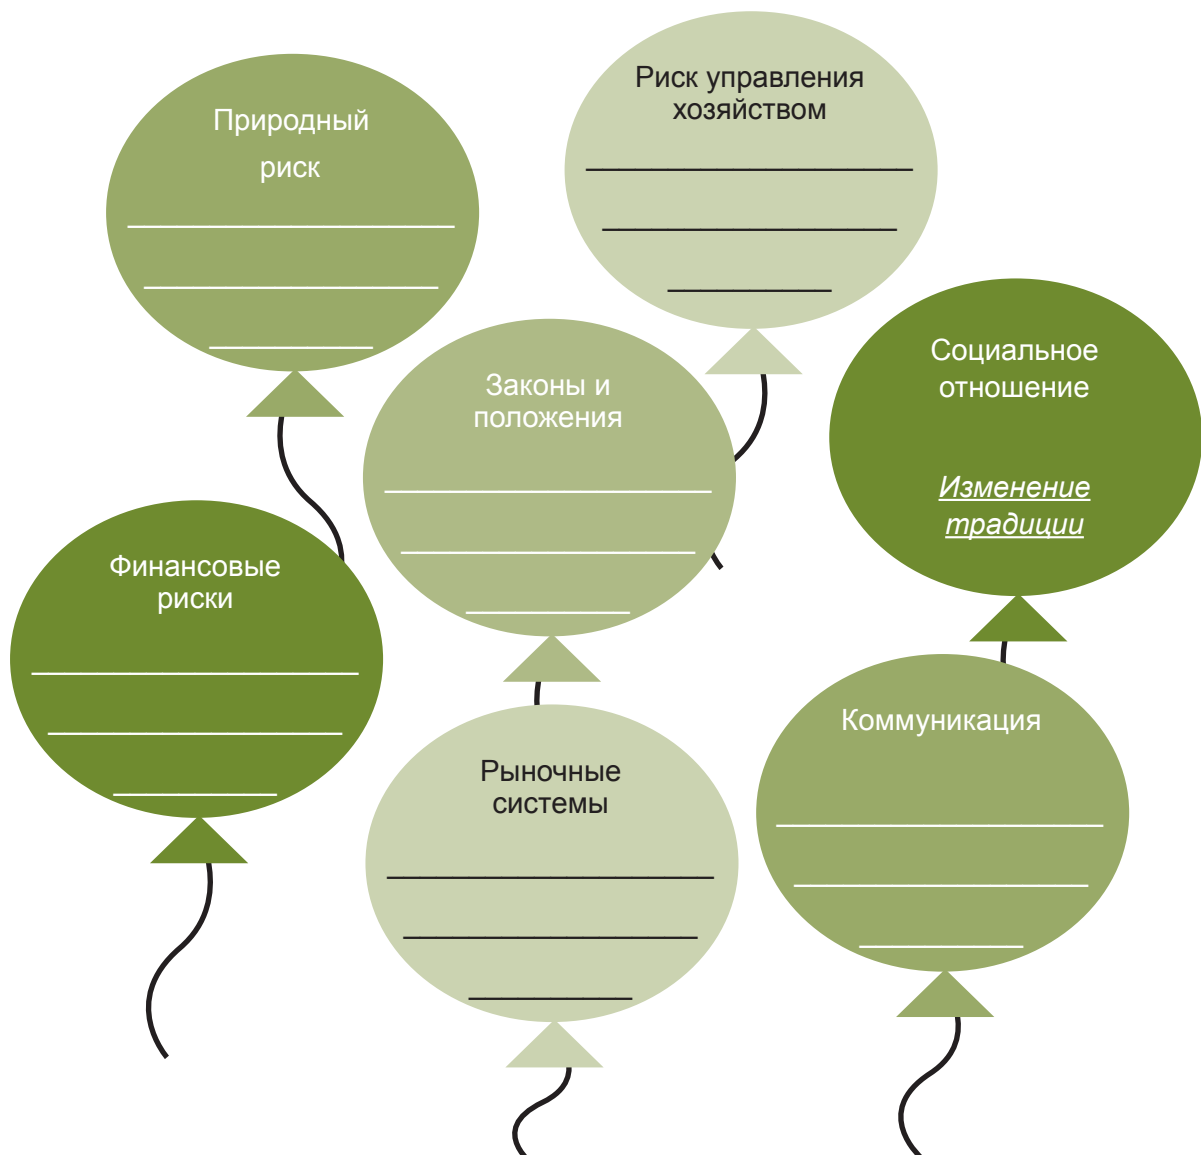 Природный
риск
Риск управления
хозяйством
Законы и
положения
Социальное
отношение
Изменение
традиции
Финансовые
риски
Рыночные
системы
Коммуникация